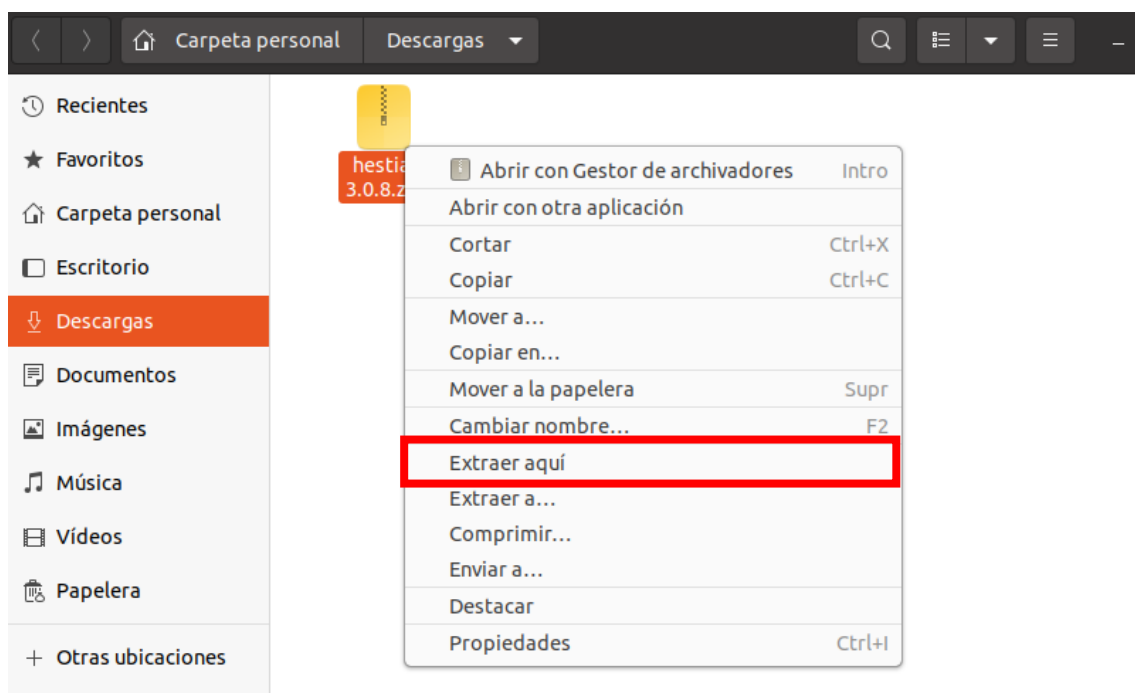 Carpeta personal Descargas
Recientes
Favoritos
Carpeta personal
Escritorio
Descargas
Documentos
Imágenes
Música
Vídeos
Papelera
Otras ubicaciones
hestia
3.0.8.z
Abrir con Gestor de archivadores Intro
Abrir con otra aplicación
Cortar Ctrl+X
Copiar Ctrl+C
Mover a...
Copiar en...
Mover a la papelera Supr
Cambiar nombre... F2
Extraer aquí
Extraer a...
Comprimir...
Enviar a...
Destacar
Propiedades Ctrl+I